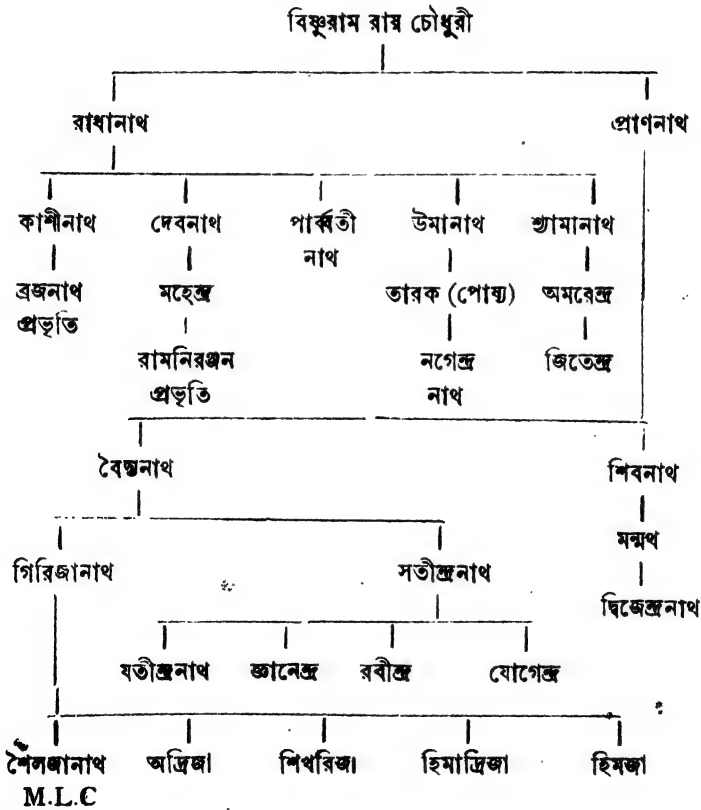 বিষ্ণুরাম রায় চৌধুরী
রাধানাথ প্রাণনাথ
কাশীনাথ দেবনাথ পার্ব্বতী উমানাথ শ্যামানাথ
নাথ
ব্রজনাথ মহেন্দ্র তারক (পোষ্য) অমরেন্দ্র
প্রভৃতি
রামনিরঞ্জন নগেন্দ্র জিতেন্দ্র
প্রভৃতি নাথ
বৈদ্যনাথ শিবনাথ
মন্মথ
গিরিজানাথ সতীন্দ্রনাথ
দ্বিজেন্দ্রনাথ
যতীন্দ্রনাথ জ্ঞানেন্দ্র রবীন্দ্র যোগেন্দ্র
শৈলজানাথ অদ্রিজা শিখরিজা হিমাদ্রিজা হিমজা
M.L.C